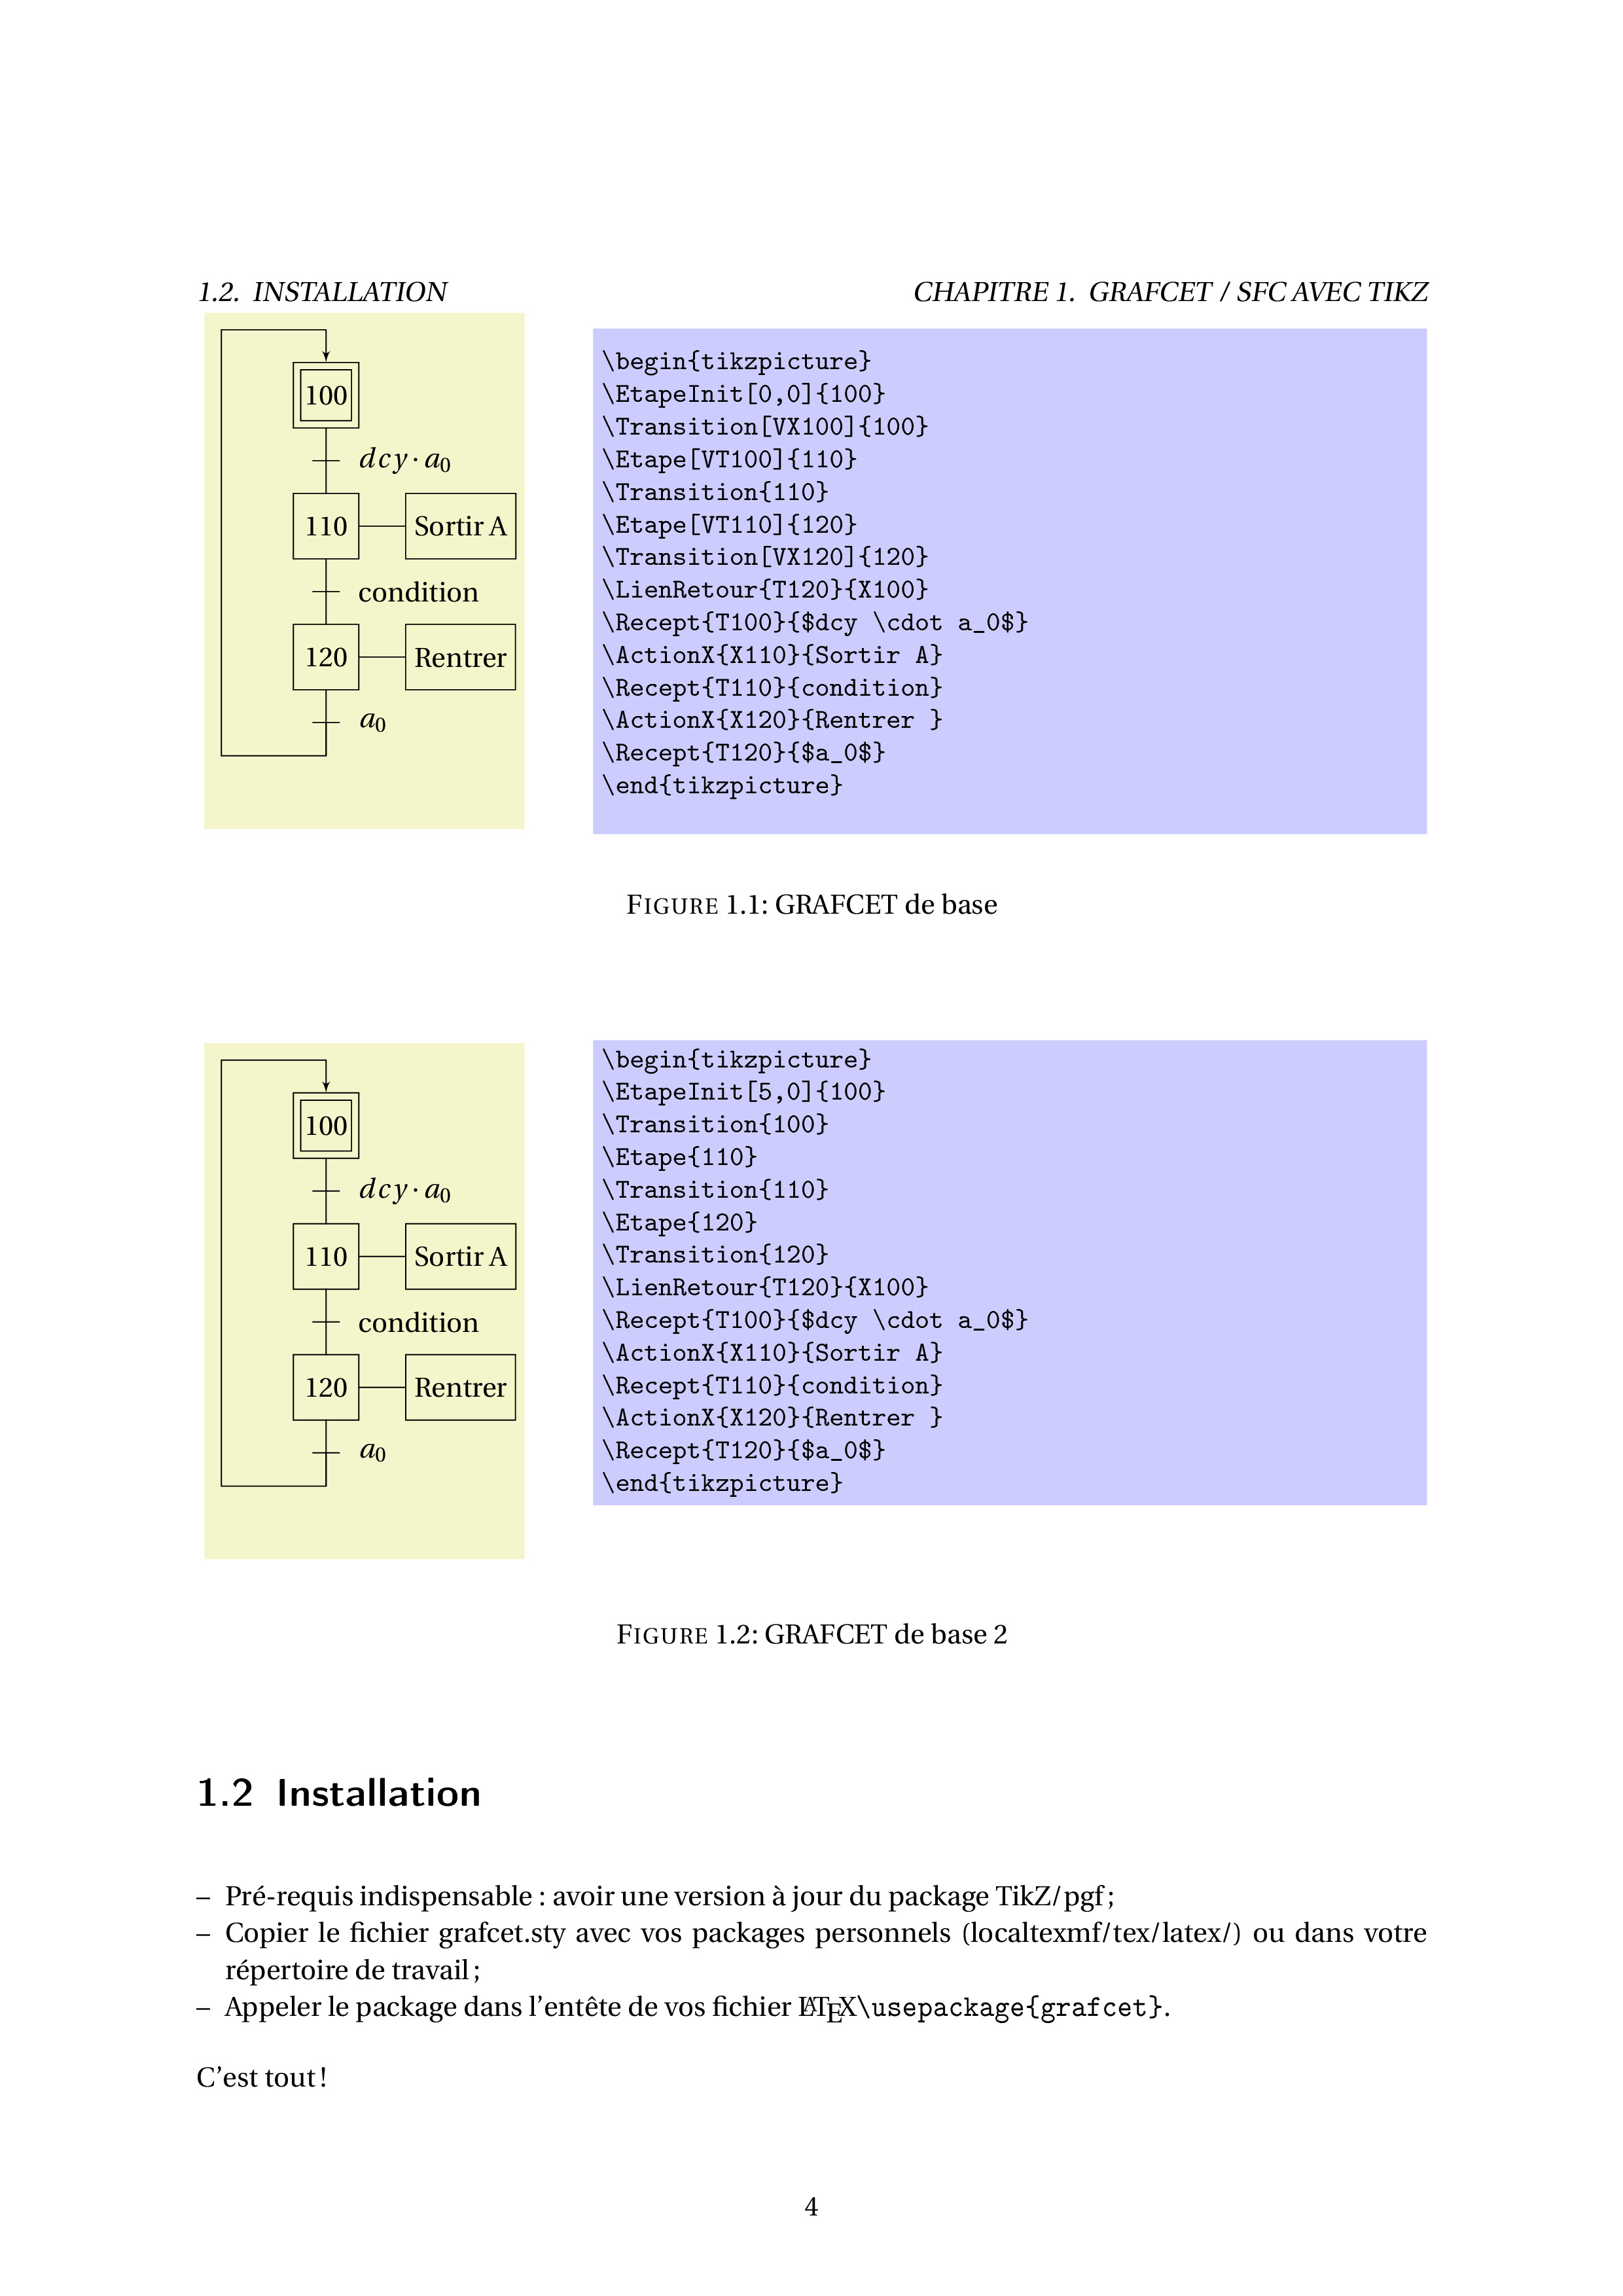 1.2. INSTALLATION CHAPITRE 1. GRAFCET / SFC AVEC TIKZ
100
dcy · a0
110 Sortir A
condition
120 Rentrer
a0
\begin{tikzpicture}
\EtapeInit[0,0]{100}
\Transition[VX100]{100}
\Etape[VT100]{110}
\Transition{110}
\Etape[VT110]{120}
\Transition[VX120]{120}
\LienRetour{T120}{X100}
\Recept{T100}{$dcy \cdot a_0$}
\ActionX{X110}{Sortir A}
\Recept{T110}{condition}
\ActionX{X120}{Rentrer }
\Recept{T120}{$a_0$}
\end{tikzpicture}
FIGURE 1.1: GRAFCET de base
100
dcy · a0
110 Sortir A
condition
120 Rentrer
a0
\begin{tikzpicture}
\EtapeInit[5,0]{100}
\Transition{100}
\Etape{110}
\Transition{110}
\Etape{120}
\Transition{120}
\LienRetour{T120}{X100}
\Recept{T100}{$dcy \cdot a_0$}
\ActionX{X110}{Sortir A}
\Recept{T110}{condition}
\ActionX{X120}{Rentrer }
\Recept{T120}{$a_0$}
\end{tikzpicture}
FIGURE 1.2: GRAFCET de base 2
1.2 Installation
– Pré-requis indispensable : avoir une version à jour du package TikZ/pgf ;
– Copier le fichier grafcet.sty avec vos packages personnels (localtexmf/tex/latex/) ou dans votre
répertoire de travail ;
– Appeler le package dans l'entête de vos fichier LATEX\usepackage{grafcet}.
C'est tout !
4